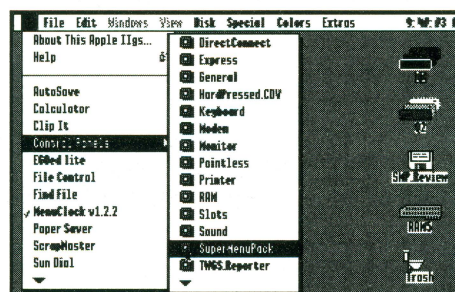 File Edit Windows View Disk Special Colors Extras
About This Apple IIgs...
Help
AutoSave
Calculator
Clip It
Control Panels
EGOed lite
File Control
Find File
✓ MenuClock v1.2.2
Paper Saver
ScrapMaster
Sun Dial
DirectConnect
Express
General
HardPressed.CDV
Keyboard
Modem
Monitor
Pointless
Printer
RAM
Slots
Sound
SuperMenuPack
TWGS.Reporter
SMP.Review
RAM5
Trash